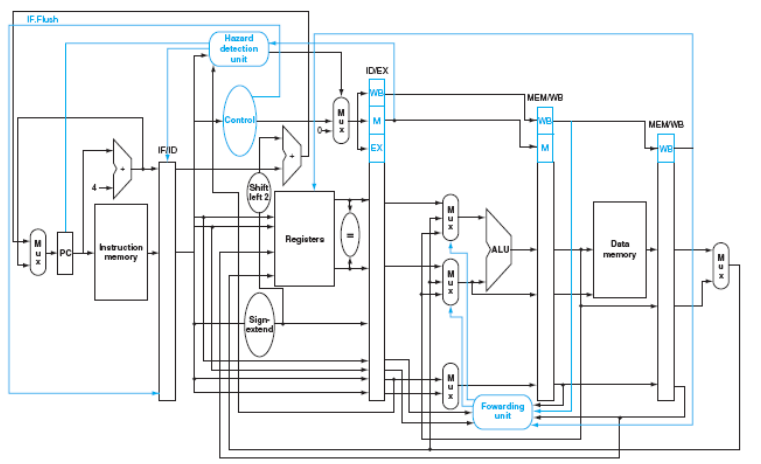 IF.Flush
Hazard
detection
unit
ID/EX
WB
MEM/WB
Control
M
u
x
M
WB
MEM/WB
0
IF/ID
EX
M
WB
4
+
+
Shift
left 2
M
u
x
PC
Instruction
memory
Registers
=
M
u
x
ALU
Data
memory
M
u
x
M
u
x
Sign-
extend
M
u
x
Fowarding
unit